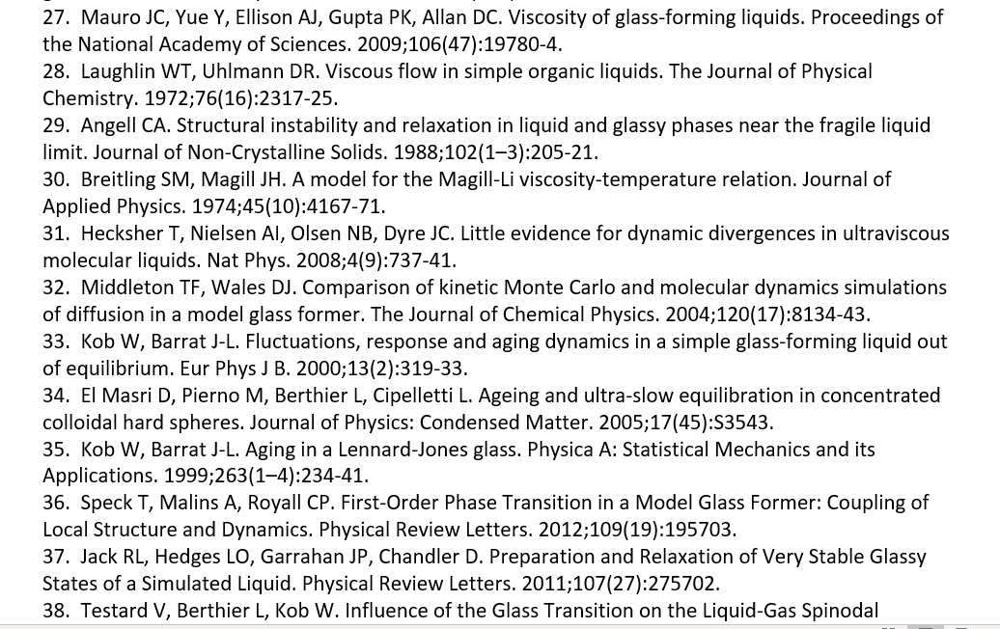 27. Mauro JC, Yue Y, Ellison AJ, Gupta PK, Allan DC. Viscosity of glass-forming liquids. Proceedings of
the National Academy of Sciences. 2009;106(47):19780-4.
28. Laughlin WT, Uhlmann DR. Viscous flow in simple organic liquids. The Journal of Physical
Chemistry. 1972;76(16):2317-25.
29. Angell CA. Structural instability and relaxation in liquid and glassy phases near the fragile liquid
limit. Journal of Non-Crystalline Solids. 1988;102(1–3):205-21.
30. Breitling SM, Magill JH. A model for the Magill-Li viscosity-temperature relation. Journal of
Applied Physics. 1974;45(10):4167-71.
31. Hecksher T, Nielsen AI, Olsen NB, Dyre JC. Little evidence for dynamic divergences in ultraviscous
molecular liquids. Nat Phys. 2008;4(9):737-41.
32. Middleton TF, Wales DJ. Comparison of kinetic Monte Carlo and molecular dynamics simulations
of diffusion in a model glass former. The Journal of Chemical Physics. 2004;120(17):8134-43.
33. Kob W, Barrat J-L. Fluctuations, response and aging dynamics in a simple glass-forming liquid out
of equilibrium. Eur Phys J B. 2000;13(2):319-33.
34. El Masri D, Pierno M, Berthier L, Cipelletti L. Ageing and ultra-slow equilibration in concentrated
colloidal hard spheres. Journal of Physics: Condensed Matter. 2005;17(45):S3543.
35. Kob W, Barrat J-L. Aging in a Lennard-Jones glass. Physica A: Statistical Mechanics and its
Applications. 1999;263(1–4):234-41.
36. Speck T, Malins A, Royall CP. First-Order Phase Transition in a Model Glass Former: Coupling of
Local Structure and Dynamics. Physical Review Letters. 2012;109(19):195703.
37. Jack RL, Hedges LO, Garrahan JP, Chandler D. Preparation and Relaxation of Very Stable Glassy
States of a Simulated Liquid. Physical Review Letters. 2011;107(27):275702.
38. Testard V, Berthier L, Kob W. Influence of the Glass Transition on the Liquid-Gas Spinodal